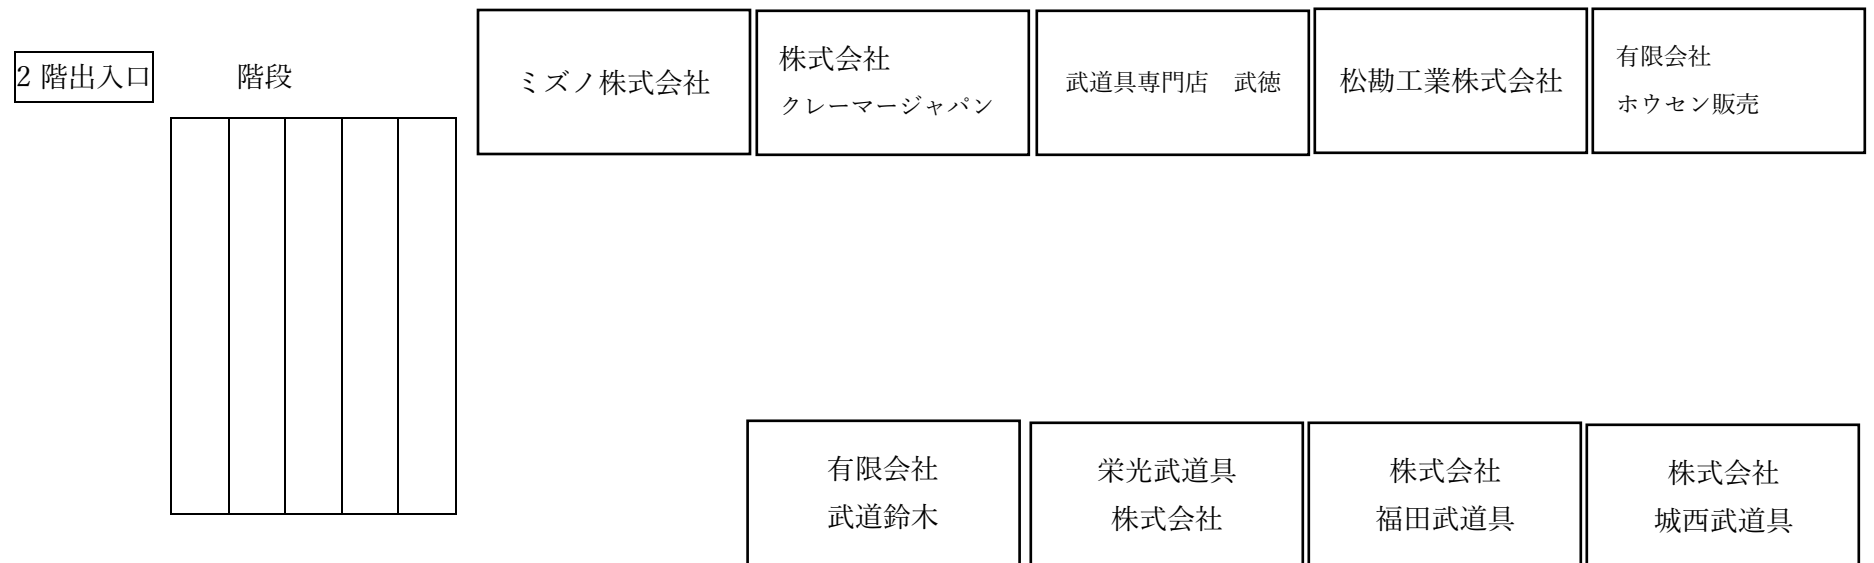 2 階出入口
階段
ミズノ株式会社
株式会社
クレーマージャパン
武道具専門店　武徳
松勘工業株式会社
有限会社
ホウセン販売
有限会社
武道鈴木
栄光武道具
株式会社
株式会社
福田武道具
株式会社
城西武道具